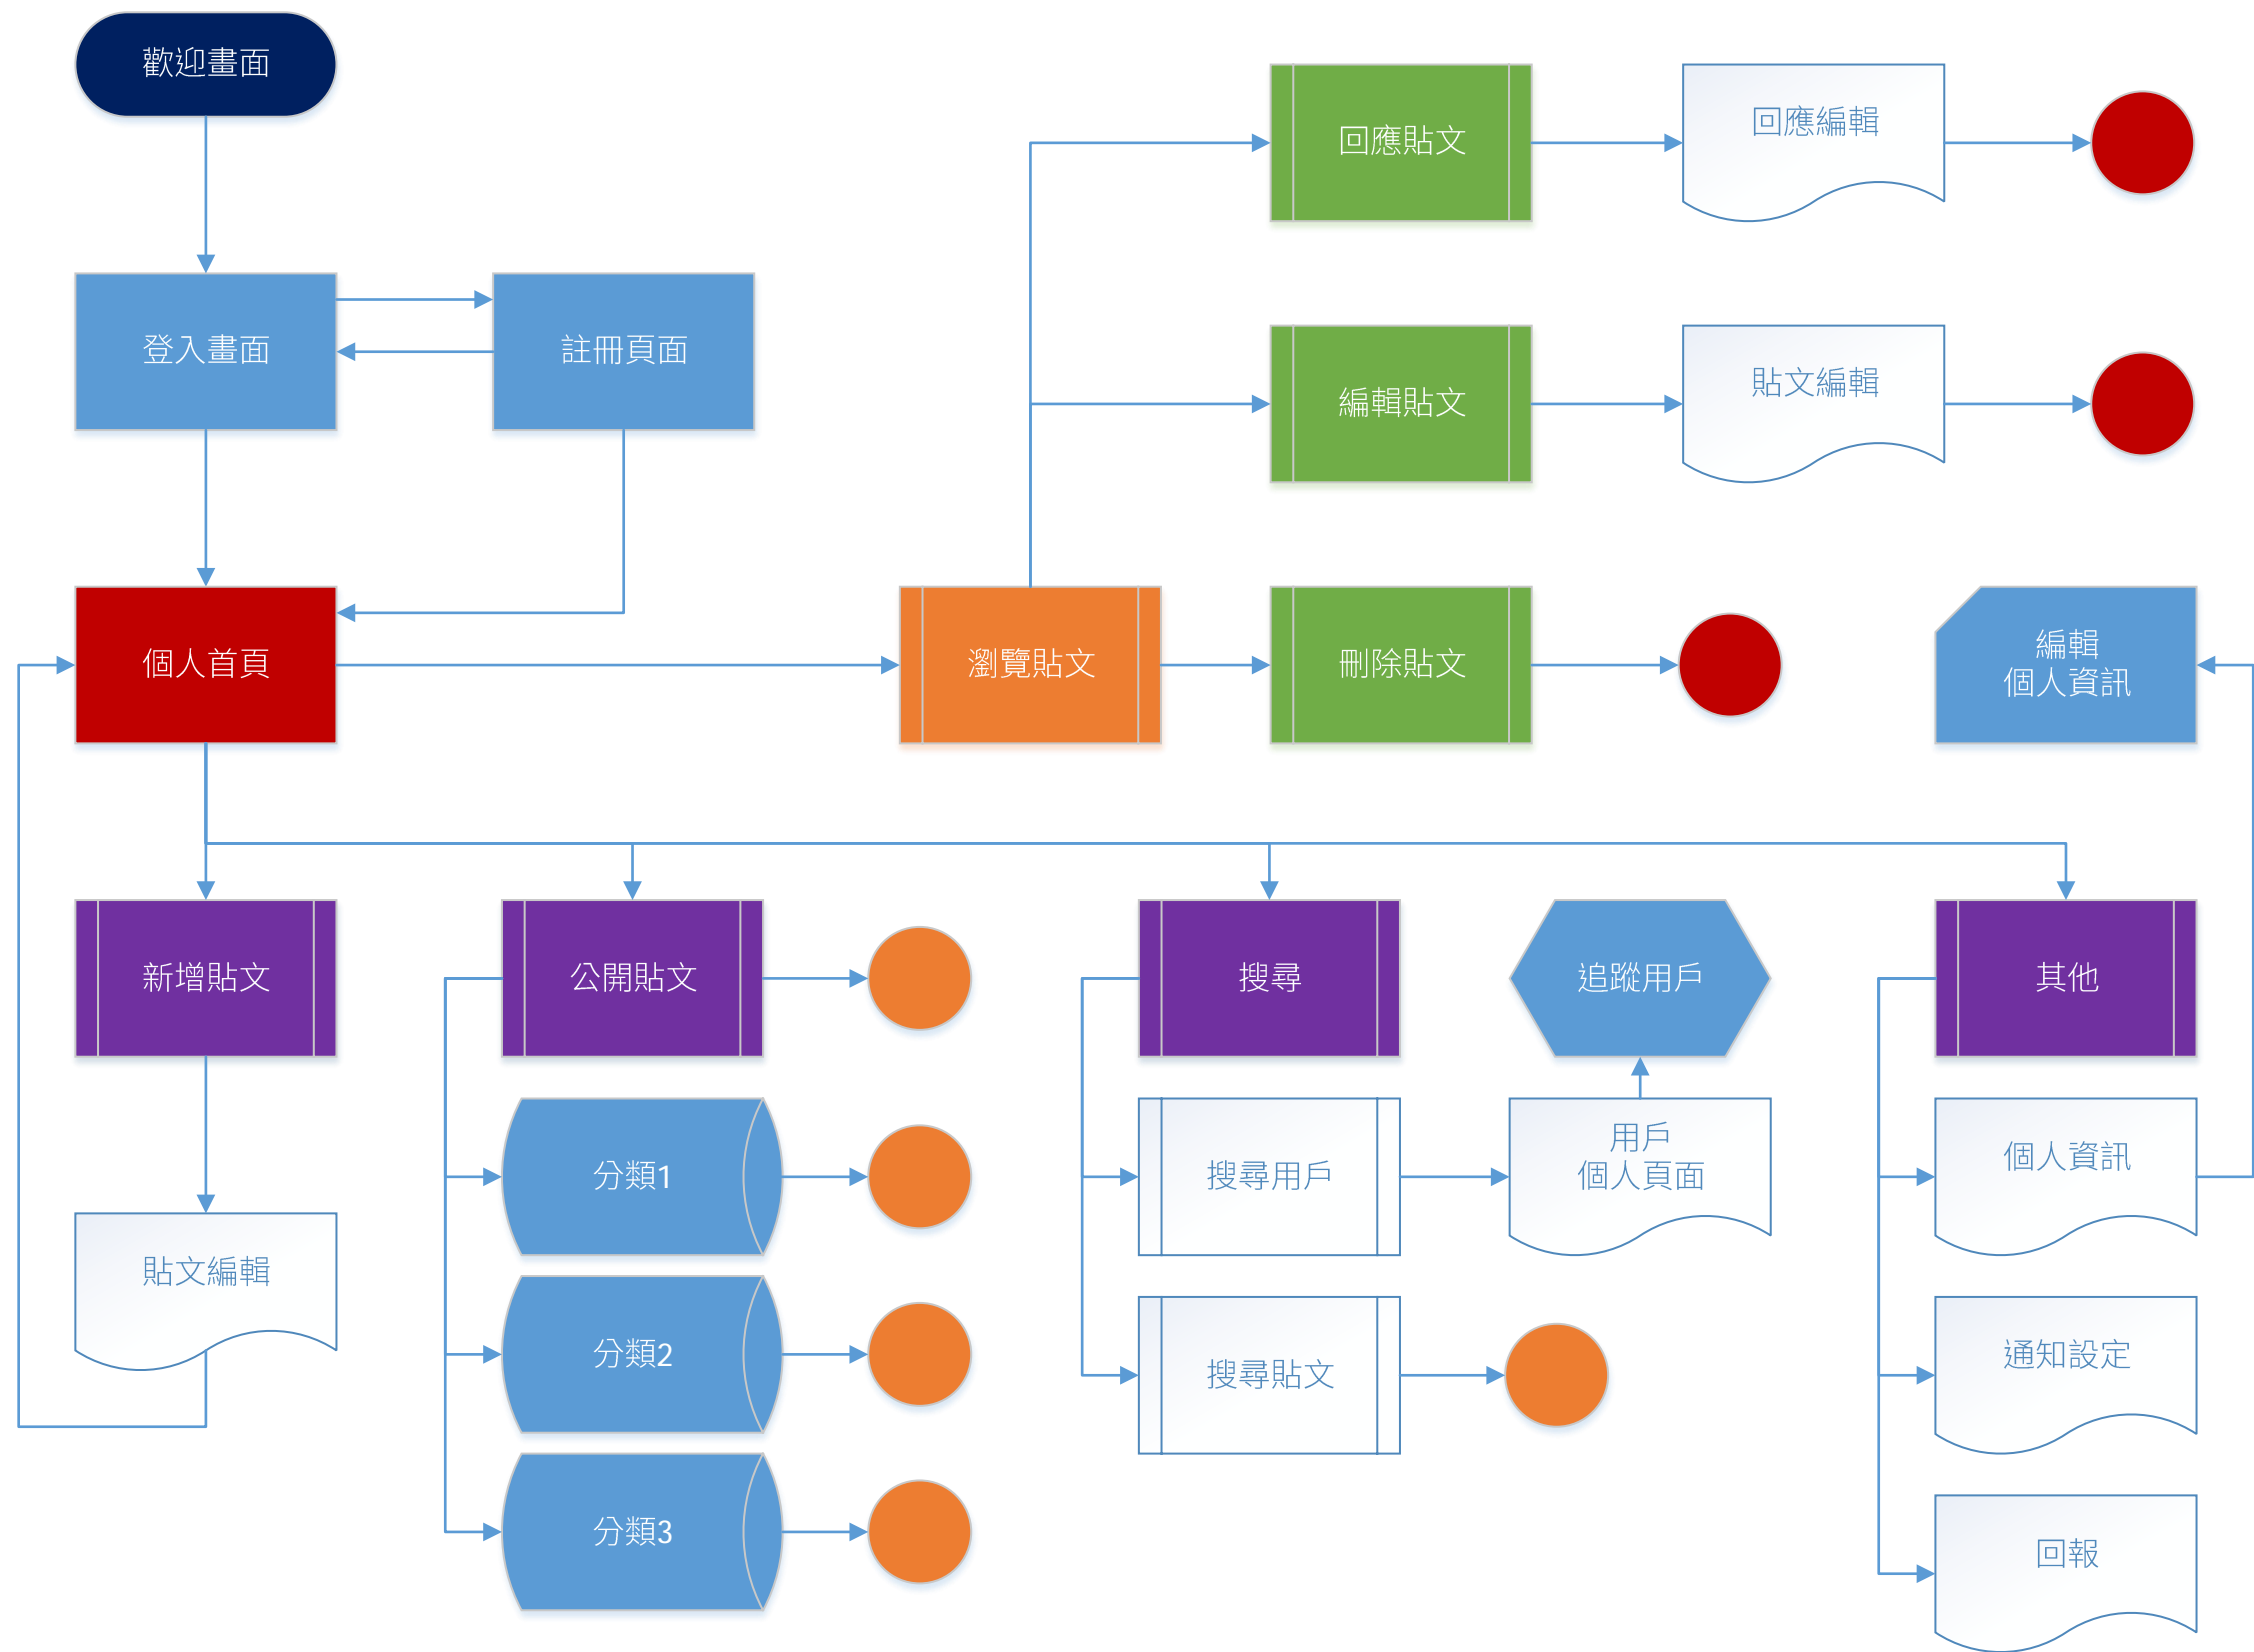 歡迎畫面
回應貼文
回應編輯
登入畫面
註冊頁面
編輯貼文
貼文編輯
個人首頁
瀏覽貼文
刪除貼文
編輯
個人資訊
新增貼文
公開貼文
搜尋
追蹤用戶
其他
分類1
搜尋用戶
用戶
個人頁面
個人資訊
貼文編輯
分類2
搜尋貼文
通知設定
分類3
回報